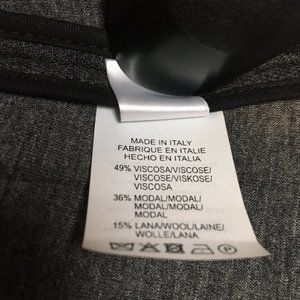 MADE IN ITALY
FABRIQUE EN ITALIE
HECHO EN ITALIA
49% VISCOSA/VISCOSE/
VISCOSE/VISKOSE/
VISCOSA
36% MODAL/MODAL/
MODAL/MODAL/
MODAL
15% LANA/WOOL/LAINE/
WOLLE/LANA